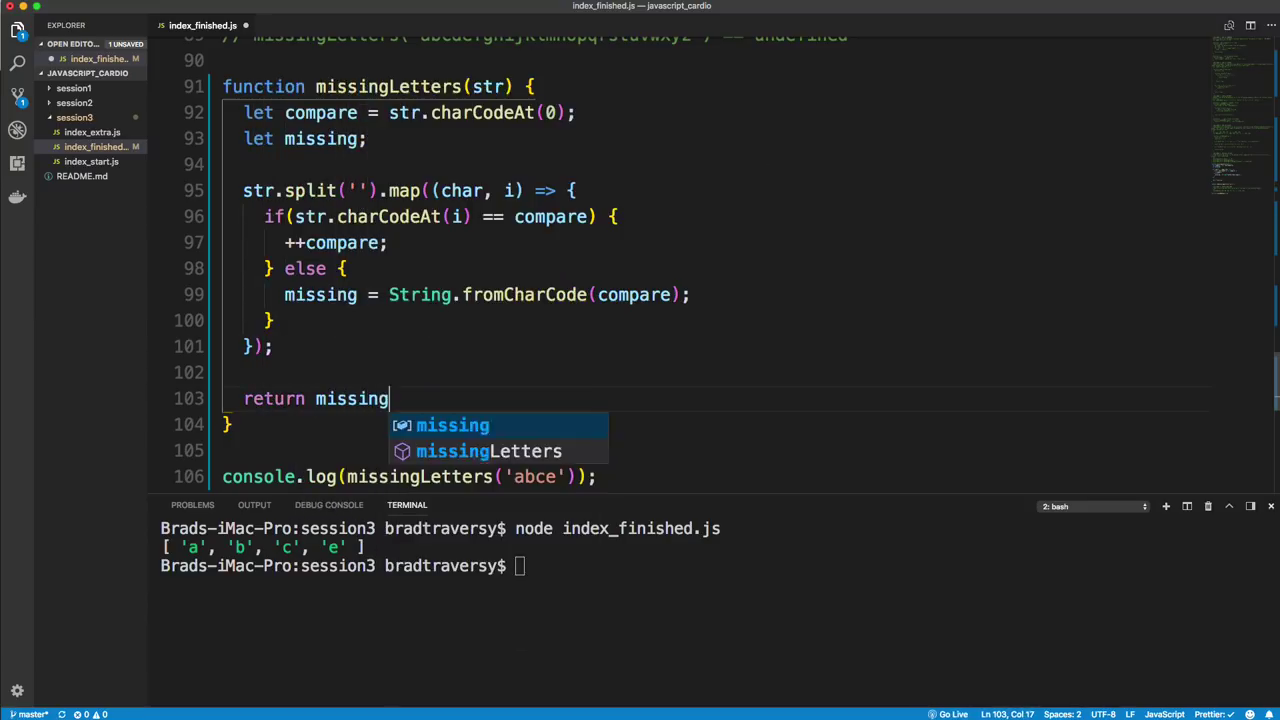 index_finished.js — javascript_cardio
EXPLORER
index_finished.js
OPEN EDITO... 1 UNSAVED
index_finishe... M
JAVASCRIPT_CARDIO
session1
session2
session3
index_extra.js
index_finished... M
index_start.js
README.md
1
1
// missingLetters("abcdefghijklmnopqrstuvwxyz") == undefined
90
91 function missingLetters(str) {
92 let compare = str.charCodeAt(0);
93 let missing;
94
95 str.split('').map((char, i) => {
96 if(str.charCodeAt(i) == compare) {
97 ++compare;
98 } else {
99 missing = String.fromCharCode(compare);
100 }
101 });
102
103 return missing
104 }
missing
missingLetters
105
106 console.log(missingLetters('abce'));
PROBLEMS OUTPUT DEBUG CONSOLE TERMINAL 2: bash
Brads-iMac-Pro:session3 bradtraversy$ node index_finished.js
[ 'a', 'b', 'c', 'e' ]
Brads-iMac-Pro:session3 bradtraversy$
master* 0 0 Go Live Ln 103, Col 17 Spaces: 2 UTF-8 LF JavaScript Prettier: ✓